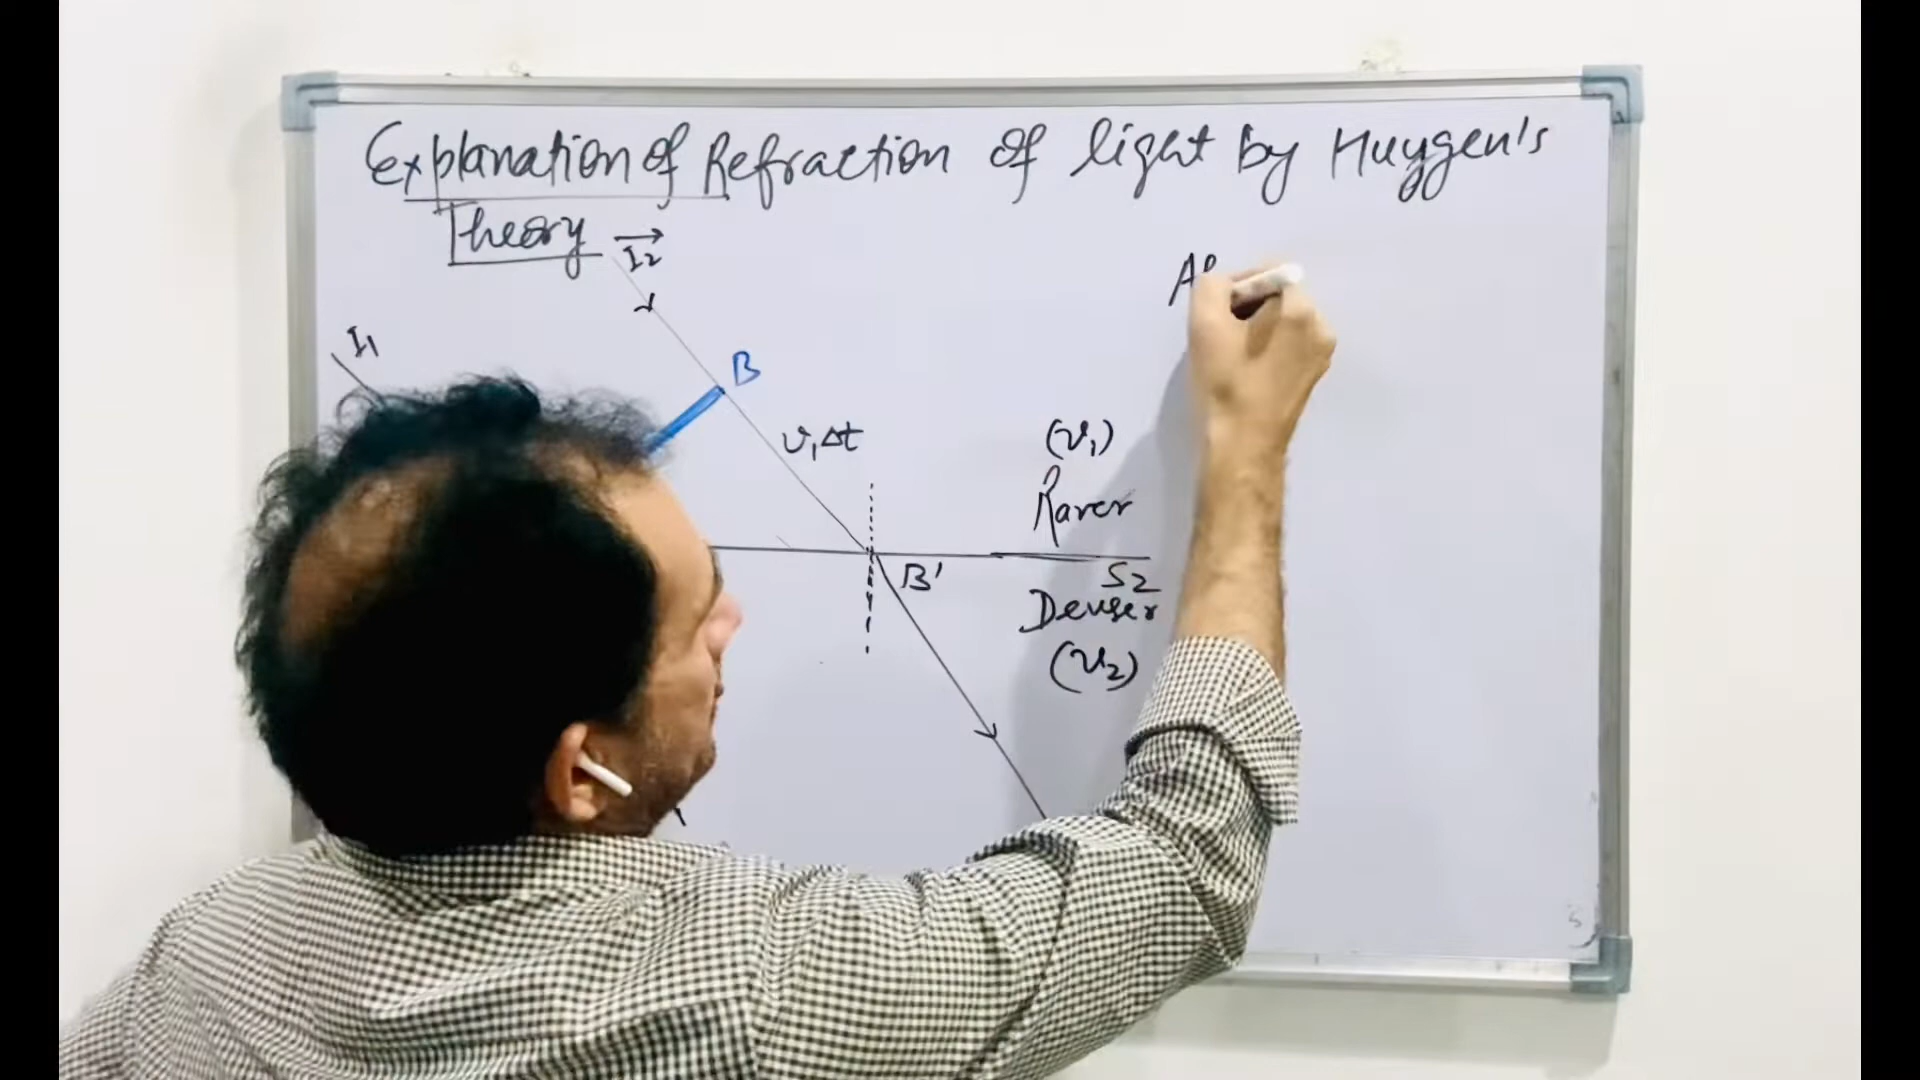 Explanation of Refraction of light by Huygen's
Theory
I2
I1
B
v1Δt
(v1)
Rarer
B'
S2
Denser
(v2)